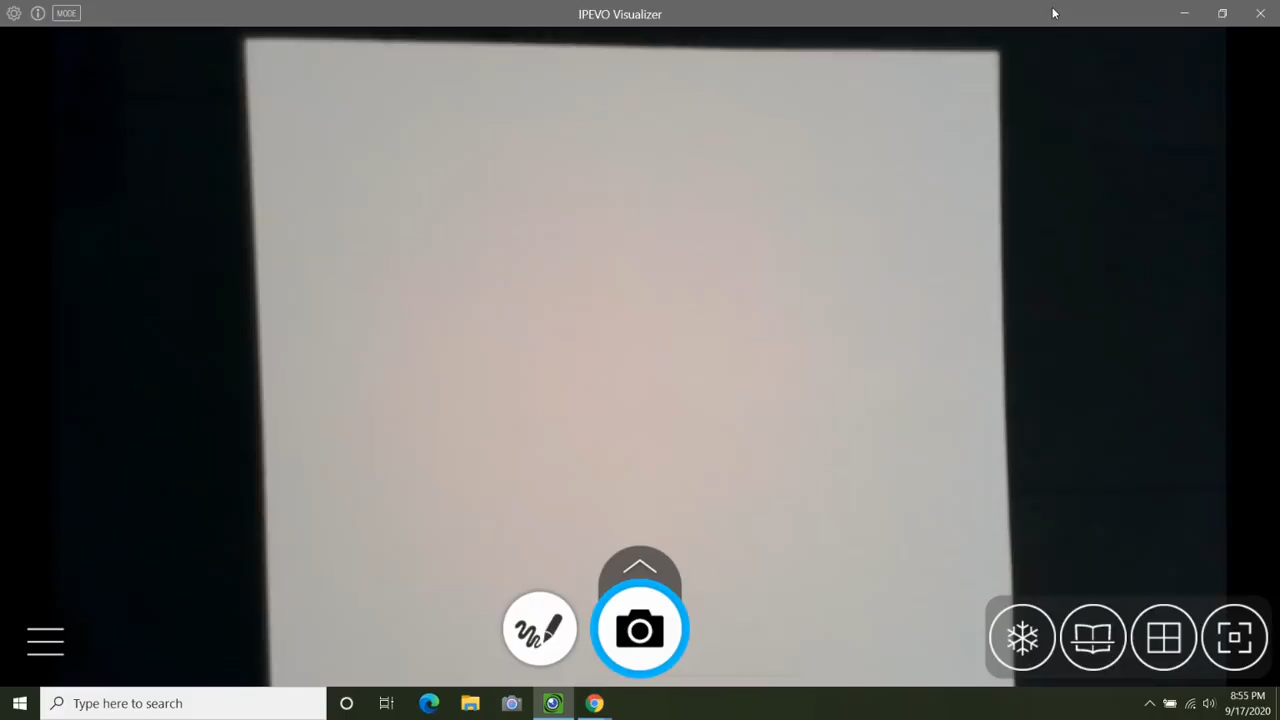 MODE
IPEVO Visualizer
Type here to search
8:55 PM
9/17/2020